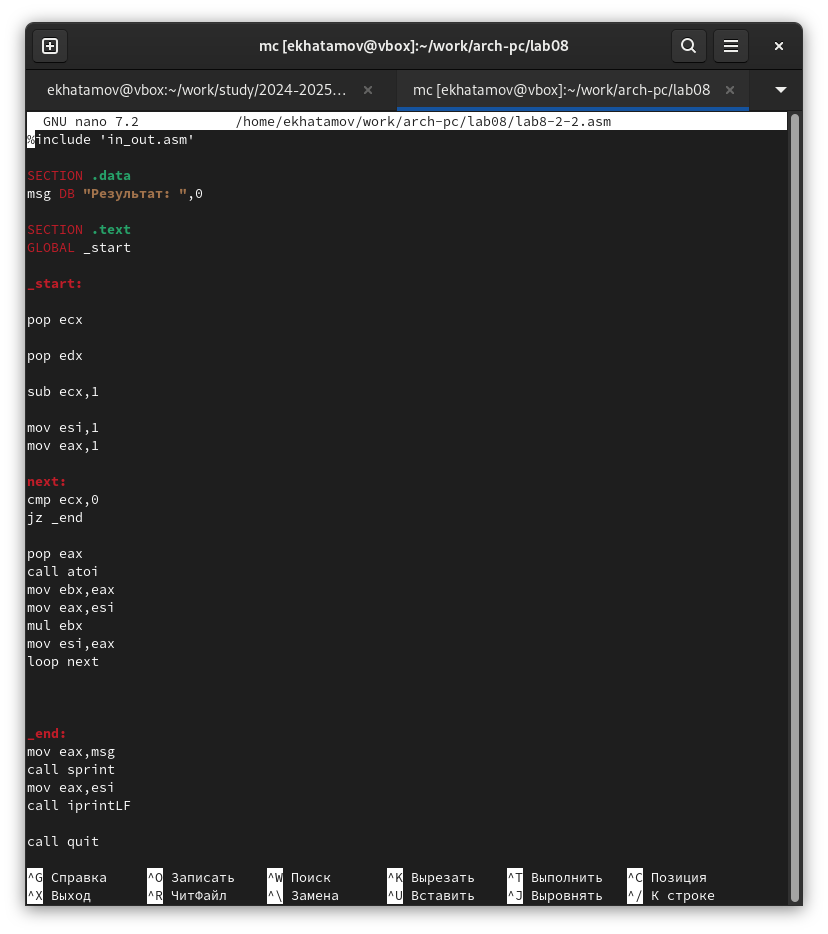 mc [ekhatamov@vbox]:~/work/arch-pc/lab08
ekhatamov@vbox:~/work/study/2024-2025…
mc [ekhatamov@vbox]:~/work/arch-pc/lab08
GNU nano 7.2 /home/ekhatamov/work/arch-pc/lab08/lab8-2-2.asm
%include 'in_out.asm'
SECTION .data
msg DB "Результат: ",0
SECTION .text
GLOBAL _start
_start:
pop ecx
pop edx
sub ecx,1
mov esi,1
mov eax,1
next:
cmp ecx,0
jz _end
pop eax
call atoi
mov ebx,eax
mov eax,esi
mul ebx
mov esi,eax
loop next
_end:
mov eax,msg
call sprint
mov eax,esi
call iprintLF
call quit
^G Справка ^O Записать ^W Поиск ^K Вырезать ^T Выполнить ^C Позиция
^X Выход ^R ЧитФайл ^\ Замена ^U Вставить ^J Выровнять ^/ К строке